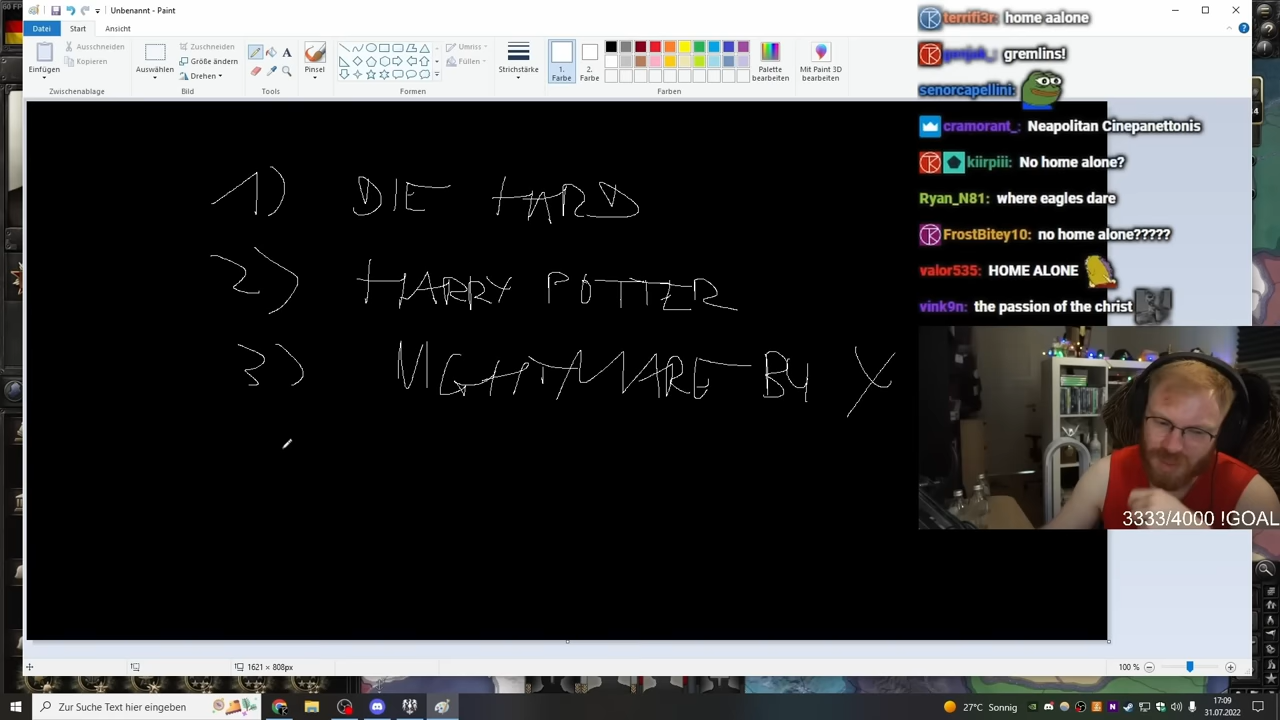 60 FP
Unbenannt - Paint
Datei
Start
Ansicht
Einfügen
Ausschneiden
Kopieren
Zwischenablage
Auswählen
Zuschneiden
Größe ändern
Drehen
Bild
Tools
Pinsel
Formen
Umriss
Füllen
Strichstärke
1. Farbe
2. Farbe
Palette bearbeiten
Mit Paint 3D bearbeiten
Farben
terrifi3r: home aalone
gremlins!
senorcapellini:
cramorant_: Neapolitan Cinepanettonis
kiirpiii: No home alone?
Ryan_N81: where eagles dare
FrostBitey10: no home alone?????
valor535: HOME ALONE
vink9n: the passion of the christ
1) DIE HARD
2) HARRY POTTER
3) NGHTMARE BY X
3333/4000 !GOAL
1621 × 808px
100 %
Zur Suche Text hier eingeben
27°C Sonnig
17:09
31.07.2022